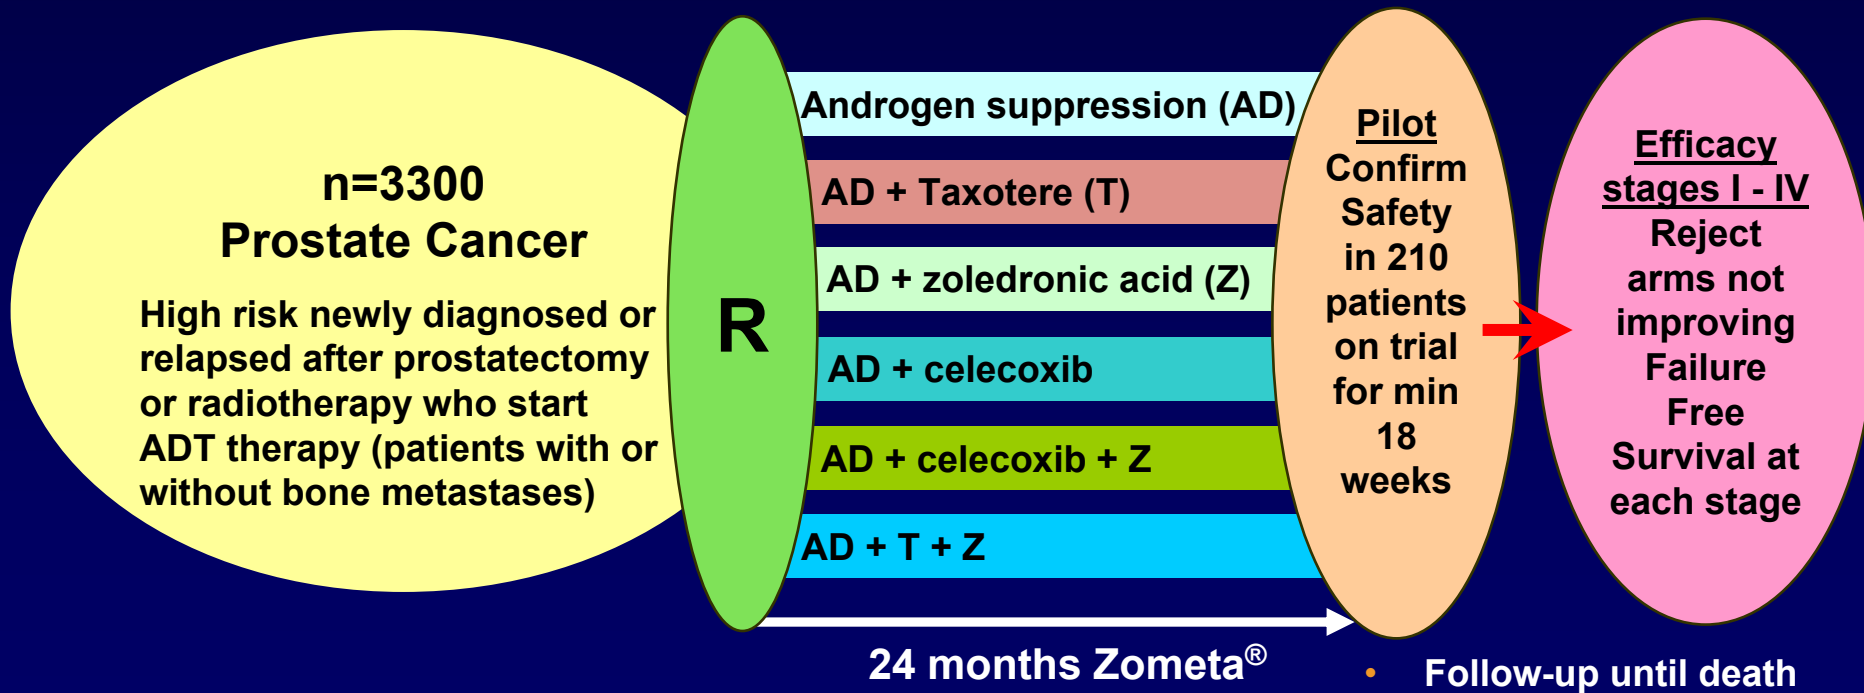 n=3300
Prostate Cancer
High risk newly diagnosed or
relapsed after prostatectomy
or radiotherapy who start
ADT therapy (patients with or
without bone metastases)
R
Androgen suppression (AD)
AD + Taxotere (T)
AD + zoledronic acid (Z)
AD + celecoxib
AD + celecoxib + Z
AD + T + Z
24 months Zometa®
Pilot
Confirm
Safety
in 210
patients
on trial
for min
18
weeks
Efficacy
stages I - IV
Reject
arms not
improving
Failure
Free
Survival at
each stage
• Follow-up until death